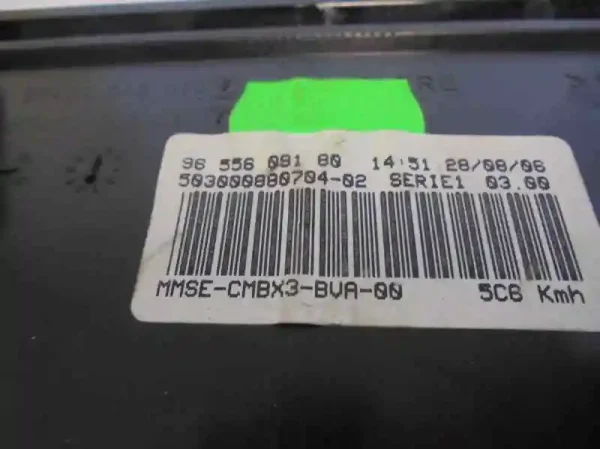 96 556 091 80 14:51 28/08/06
503000880704-02 SERIE1 03.00
MMSE-CMBX3-BVA-00 5C6 Kmh